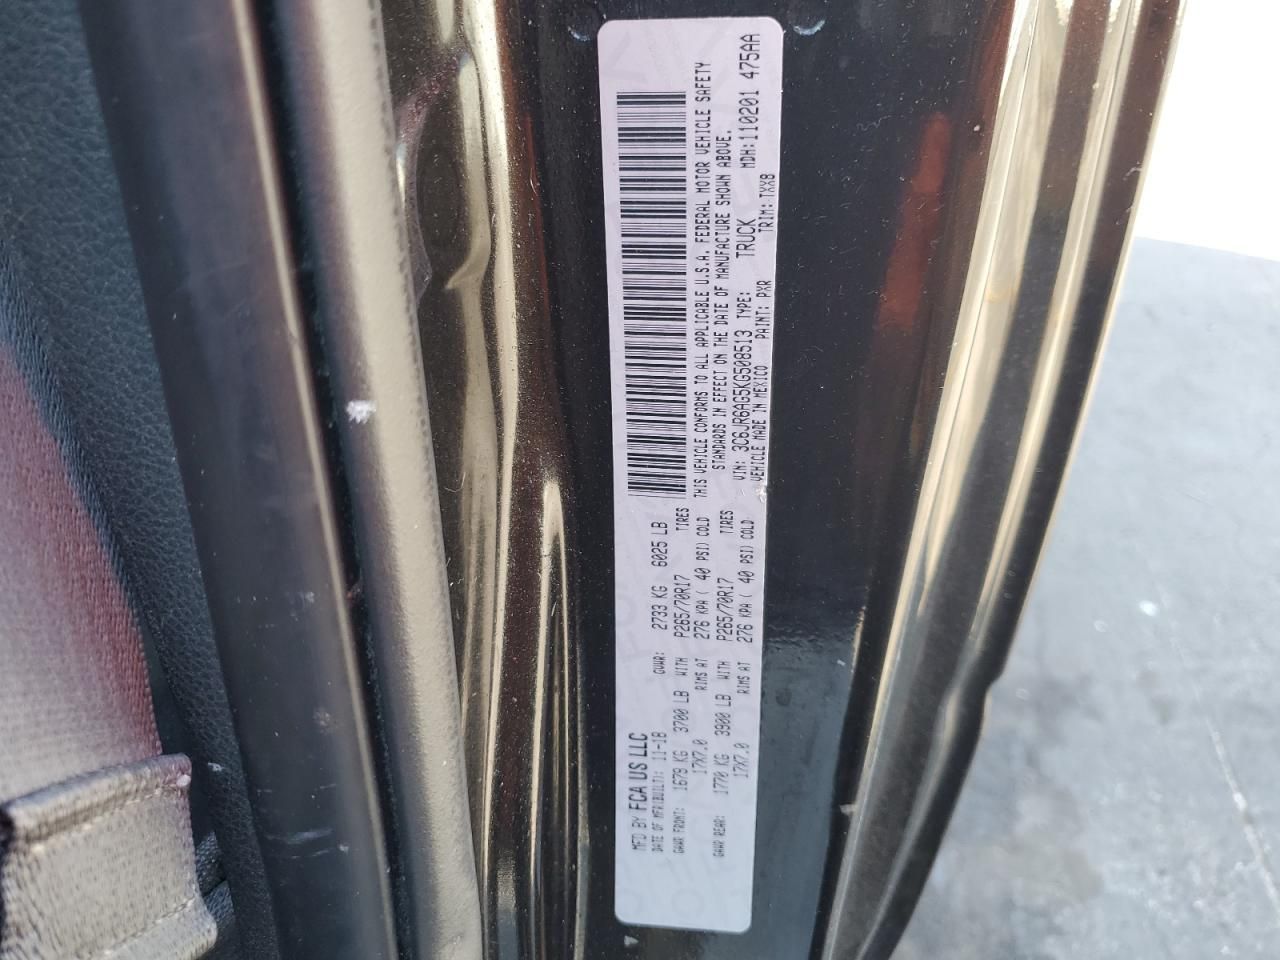 MFD BY FCA US LLC
DATE OF MFR(BUILT): 11-18 GVWR: 2733 KG 6025 LB
GAWR FRONT: 1679 KG 3700 LB WITH P265/70R17 TIRES
17X7.0 RIMS AT 276 KPA ( 40 PSI) COLD
GAWR REAR: 1770 KG 3900 LB WITH P265/70R17 TIRES
17X7.0 RIMS AT 276 KPA ( 40 PSI) COLD
THIS VEHICLE CONFORMS TO ALL APPLICABLE U.S.A. FEDERAL MOTOR VEHICLE SAFETY
STANDARDS IN EFFECT ON THE DATE OF MANUFACTURE SHOWN ABOVE.
VIN: 3C6JR6AG5KG508513 TYPE: TRUCK MDH: 110201 475AA
VEHICLE MADE IN MEXICO PAINT: PXR TRIM: TXX8